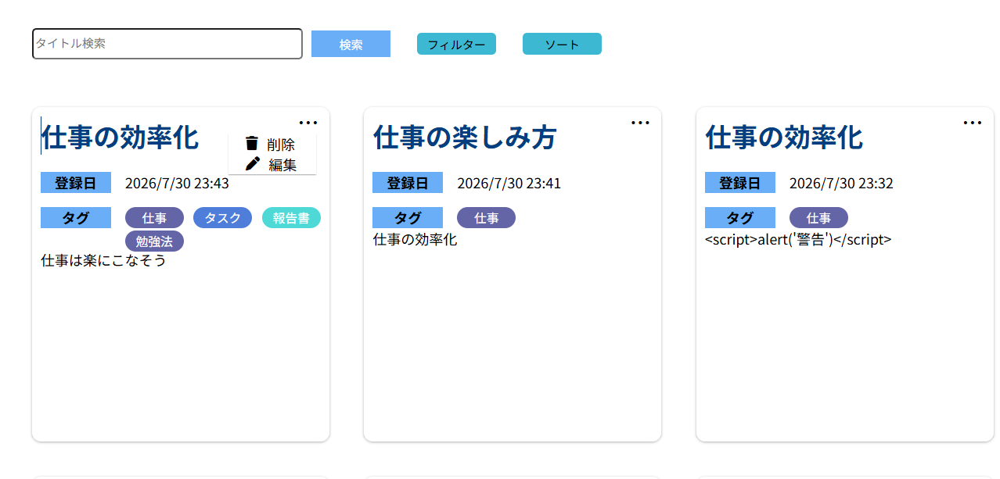 タイトル検索 検索 フィルター ソート
仕事の効率化 ...
削除
編集
登録日 2026/7/30 23:43
タグ 仕事 タスク 報告書
勉強法
仕事は楽にこなそう
仕事の楽しみ方 ...
登録日 2026/7/30 23:41
タグ 仕事
仕事の効率化
仕事の効率化 ...
登録日 2026/7/30 23:32
タグ 仕事
<script>alert('警告')</script>